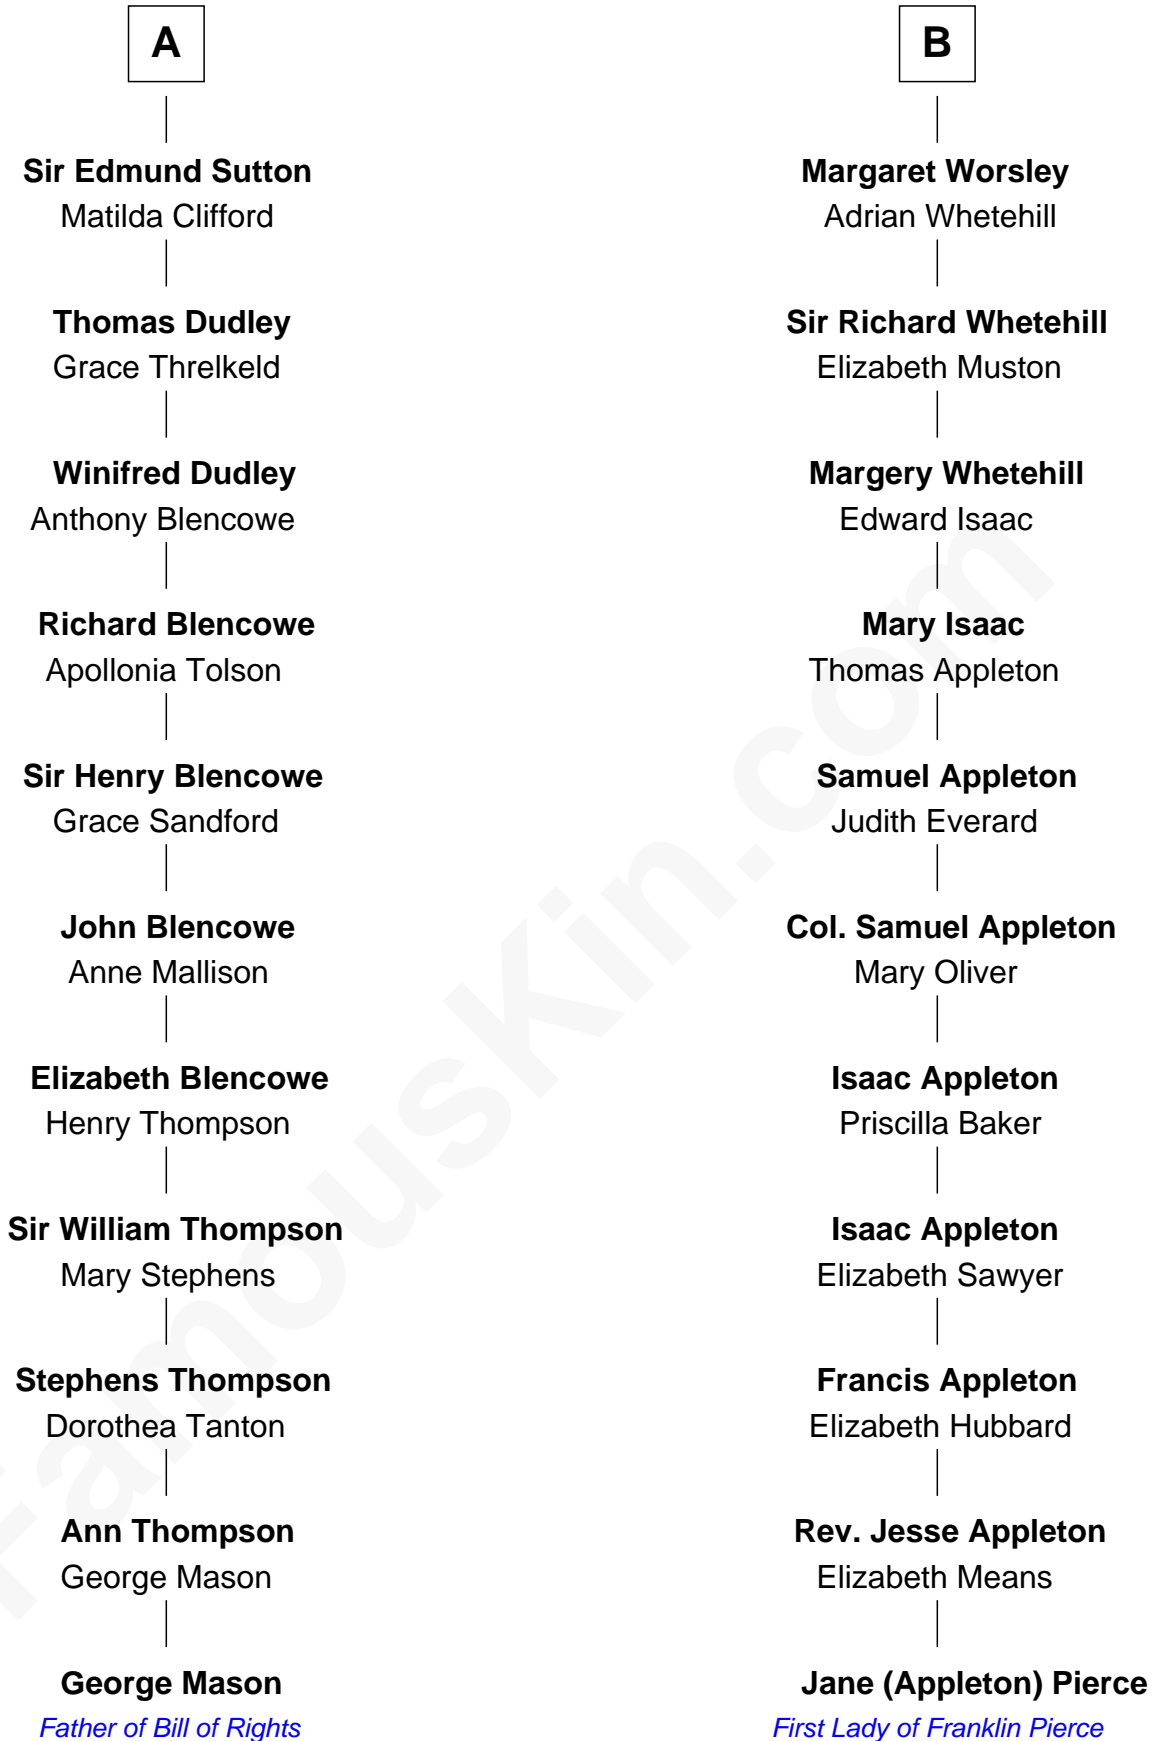 A
Sir Edmund Sutton
Matilda Clifford
Thomas Dudley
Grace Threlkeld
Winifred Dudley
Anthony Blencowe
Richard Blencowe
Apollonia Tolson
Sir Henry Blencowe
Grace Sandford
John Blencowe
Anne Mallison
Elizabeth Blencowe
Henry Thompson
Sir William Thompson
Mary Stephens
Stephens Thompson
Dorothea Tanton
Ann Thompson
George Mason
George Mason
Father of Bill of Rights
B
Margaret Worsley
Adrian Whetehill
Sir Richard Whetehill
Elizabeth Muston
Margery Whetehill
Edward Isaac
Mary Isaac
Thomas Appleton
Samuel Appleton
Judith Everard
Col. Samuel Appleton
Mary Oliver
Isaac Appleton
Priscilla Baker
Isaac Appleton
Elizabeth Sawyer
Francis Appleton
Elizabeth Hubbard
Rev. Jesse Appleton
Elizabeth Means
Jane (Appleton) Pierce
First Lady of Franklin Pierce
FamousKin.com